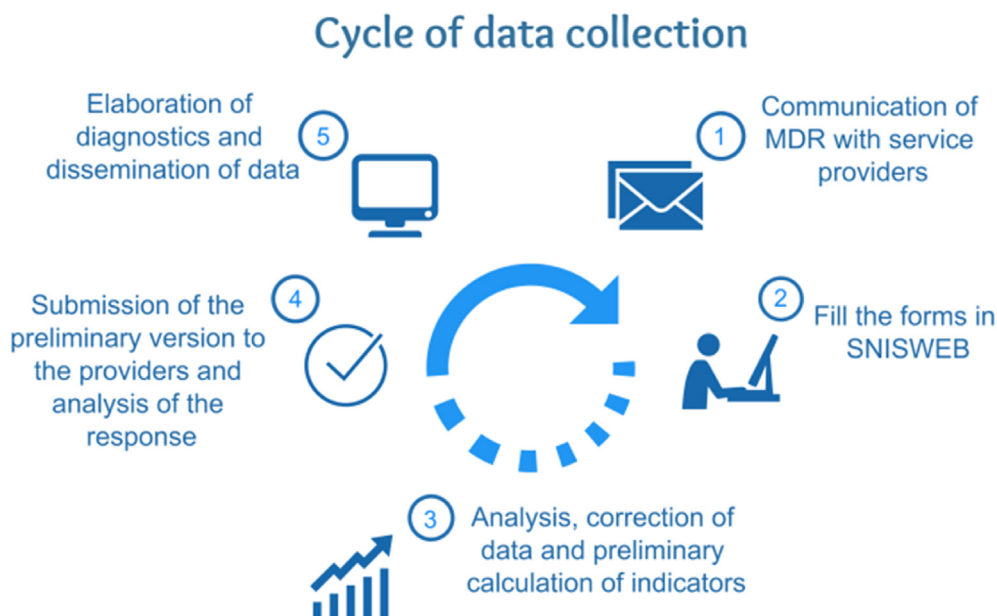 Cycle of data collection
1
Communication of
MDR with service
providers
2
Fill the forms in
SNISWEB
3
Analysis, correction of
data and preliminary
calculation of indicators
4
Submission of the
preliminary version to
the providers and
analysis of the
response
5
Elaboration of
diagnostics and
dissemination of data